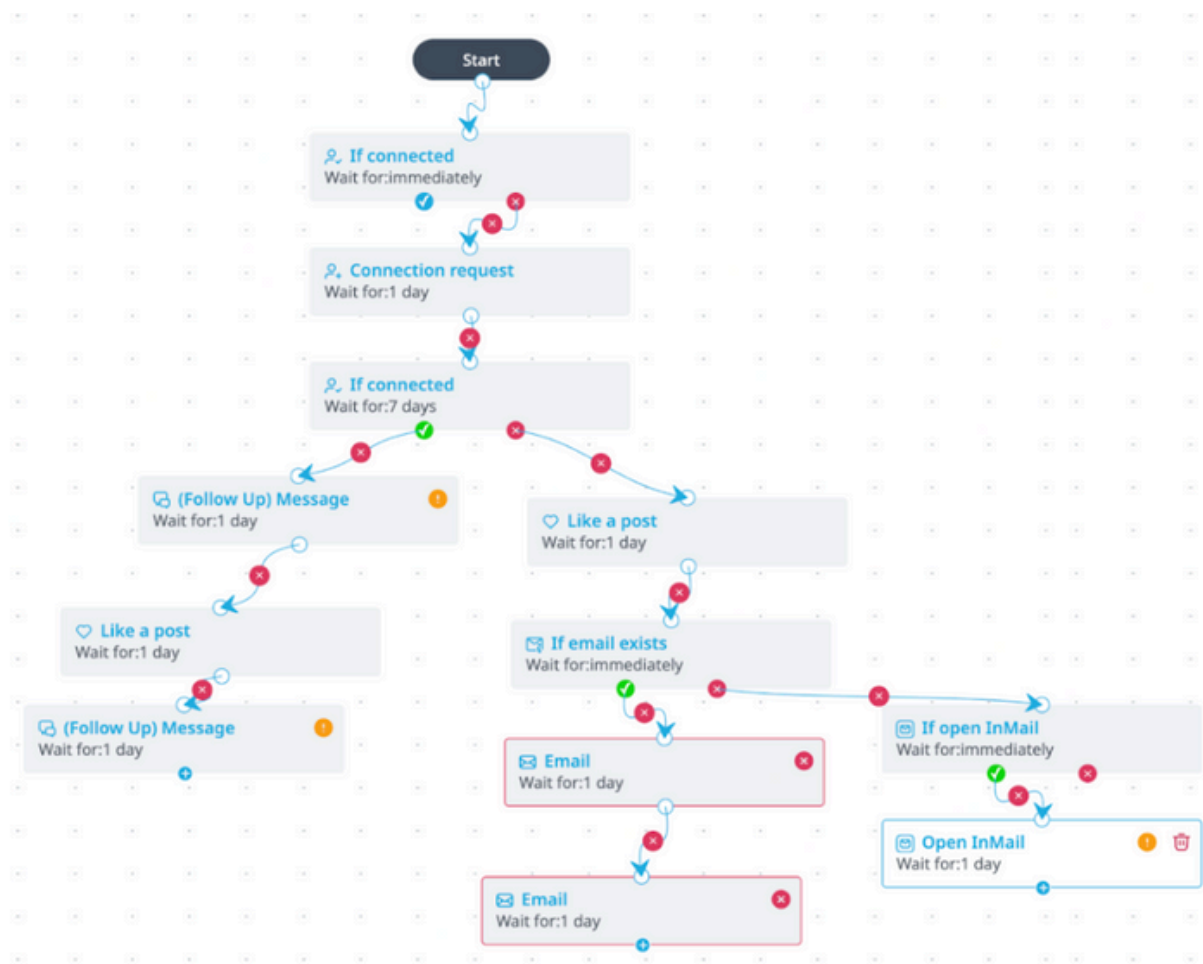 Start
If connected
Wait for:immediately
Connection request
Wait for:1 day
If connected
Wait for:7 days
(Follow Up) Message
Wait for:1 day
Like a post
Wait for:1 day
Like a post
Wait for:1 day
If email exists
Wait for:immediately
(Follow Up) Message
Wait for:1 day
If open InMail
Wait for:immediately
Email
Wait for:1 day
Open InMail
Wait for:1 day
Email
Wait for:1 day